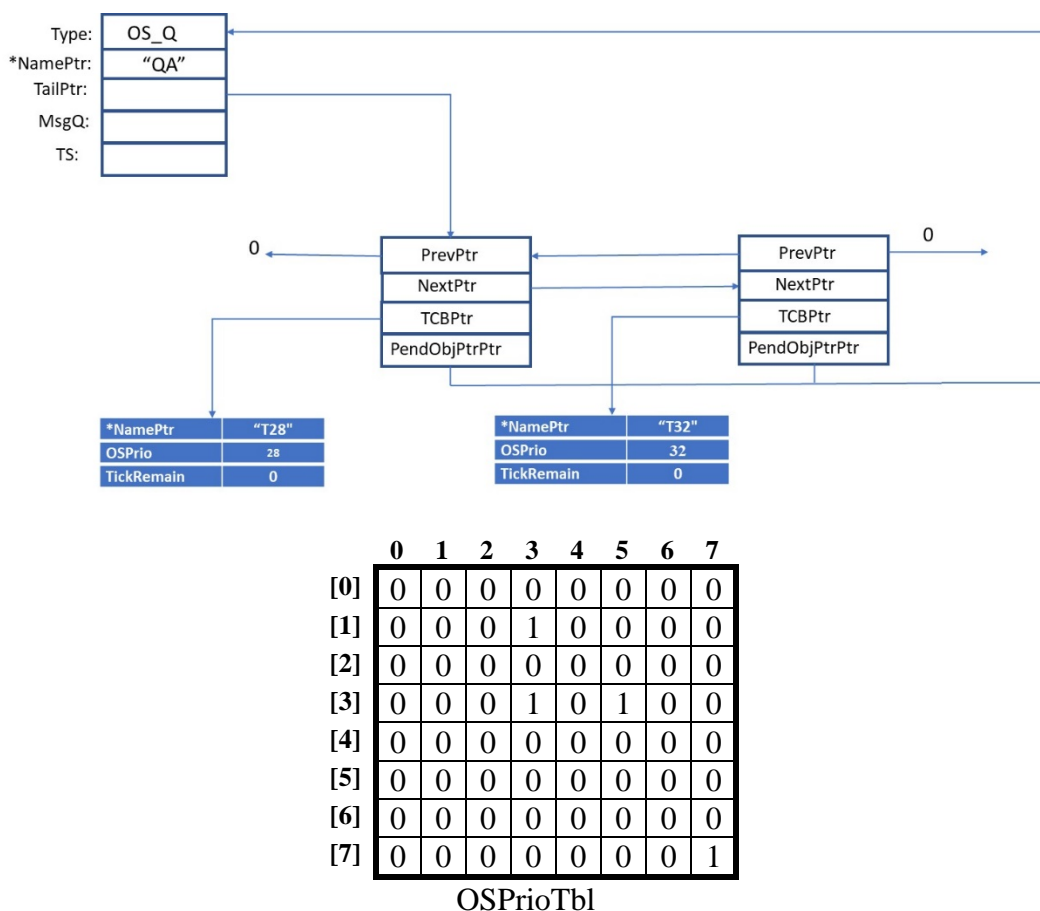 Type: OS_Q
*NamePtr: “QA”
TailPtr:
MsgQ:
TS:
0 PrevPtr PrevPtr 0
NextPtr NextPtr
TCBPtr TCBPtr
PendObjPtrPtr PendObjPtrPtr
*NamePtr “T28" *NamePtr “T32"
OSPrio 28 OSPrio 32
TickRemain 0 TickRemain 0
0 1 2 3 4 5 6 7
[0] 0 0 0 0 0 0 0 0
[1] 0 0 0 1 0 0 0 0
[2] 0 0 0 0 0 0 0 0
[3] 0 0 0 1 0 1 0 0
[4] 0 0 0 0 0 0 0 0
[5] 0 0 0 0 0 0 0 0
[6] 0 0 0 0 0 0 0 0
[7] 0 0 0 0 0 0 0 1
OSPrioTbl